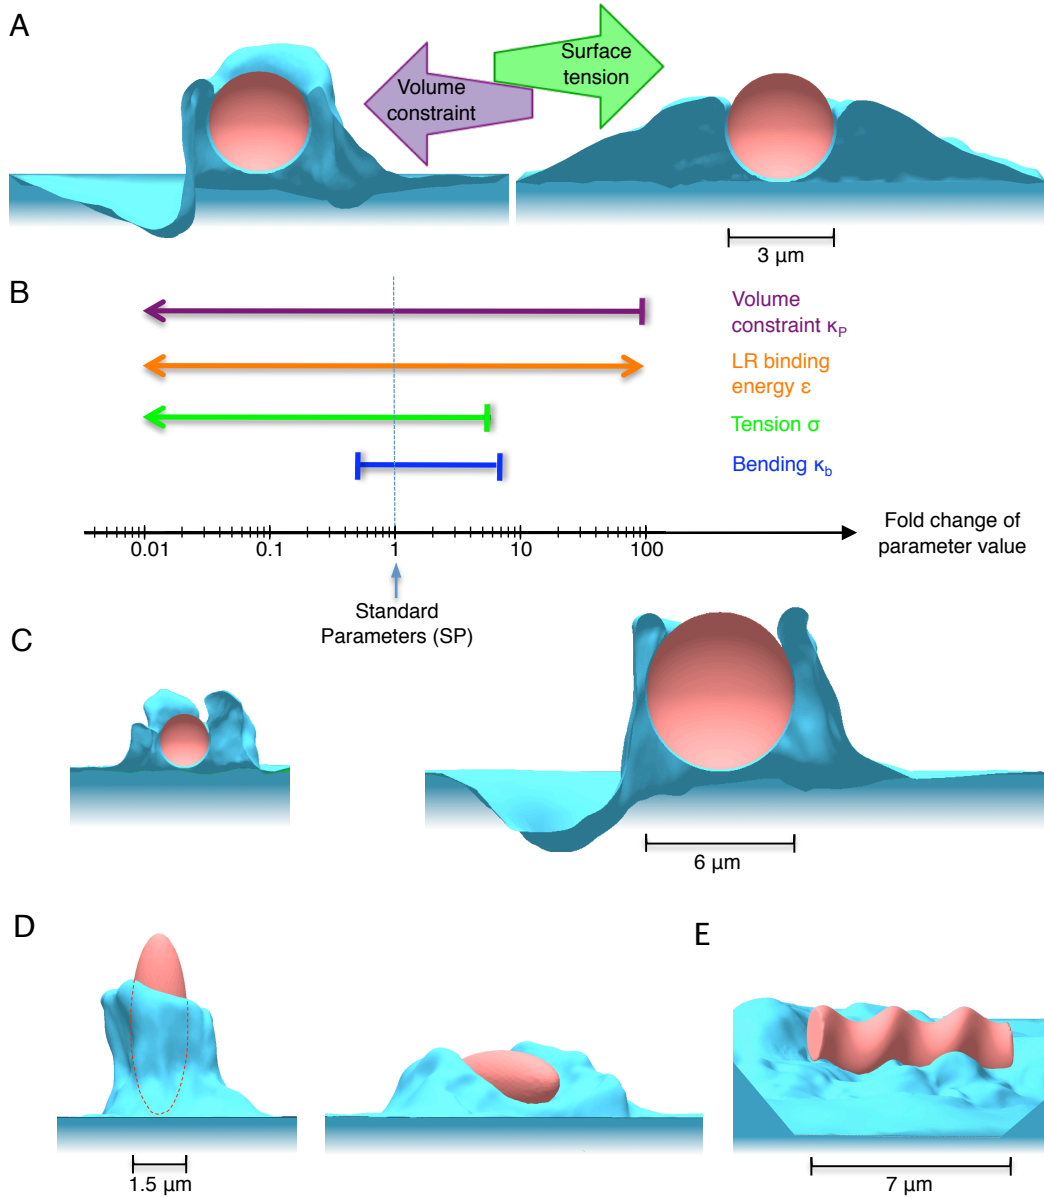 A
Volume
constraint
Surface
tension
3 μm
B
Volume
constraint κP
LR binding
energy ε
Tension σ
Bending κb
0.01 0.1 1 10 100
Fold change of
parameter value
Standard
Parameters (SP)
C
6 μm
D
E
1.5 μm
7 μm